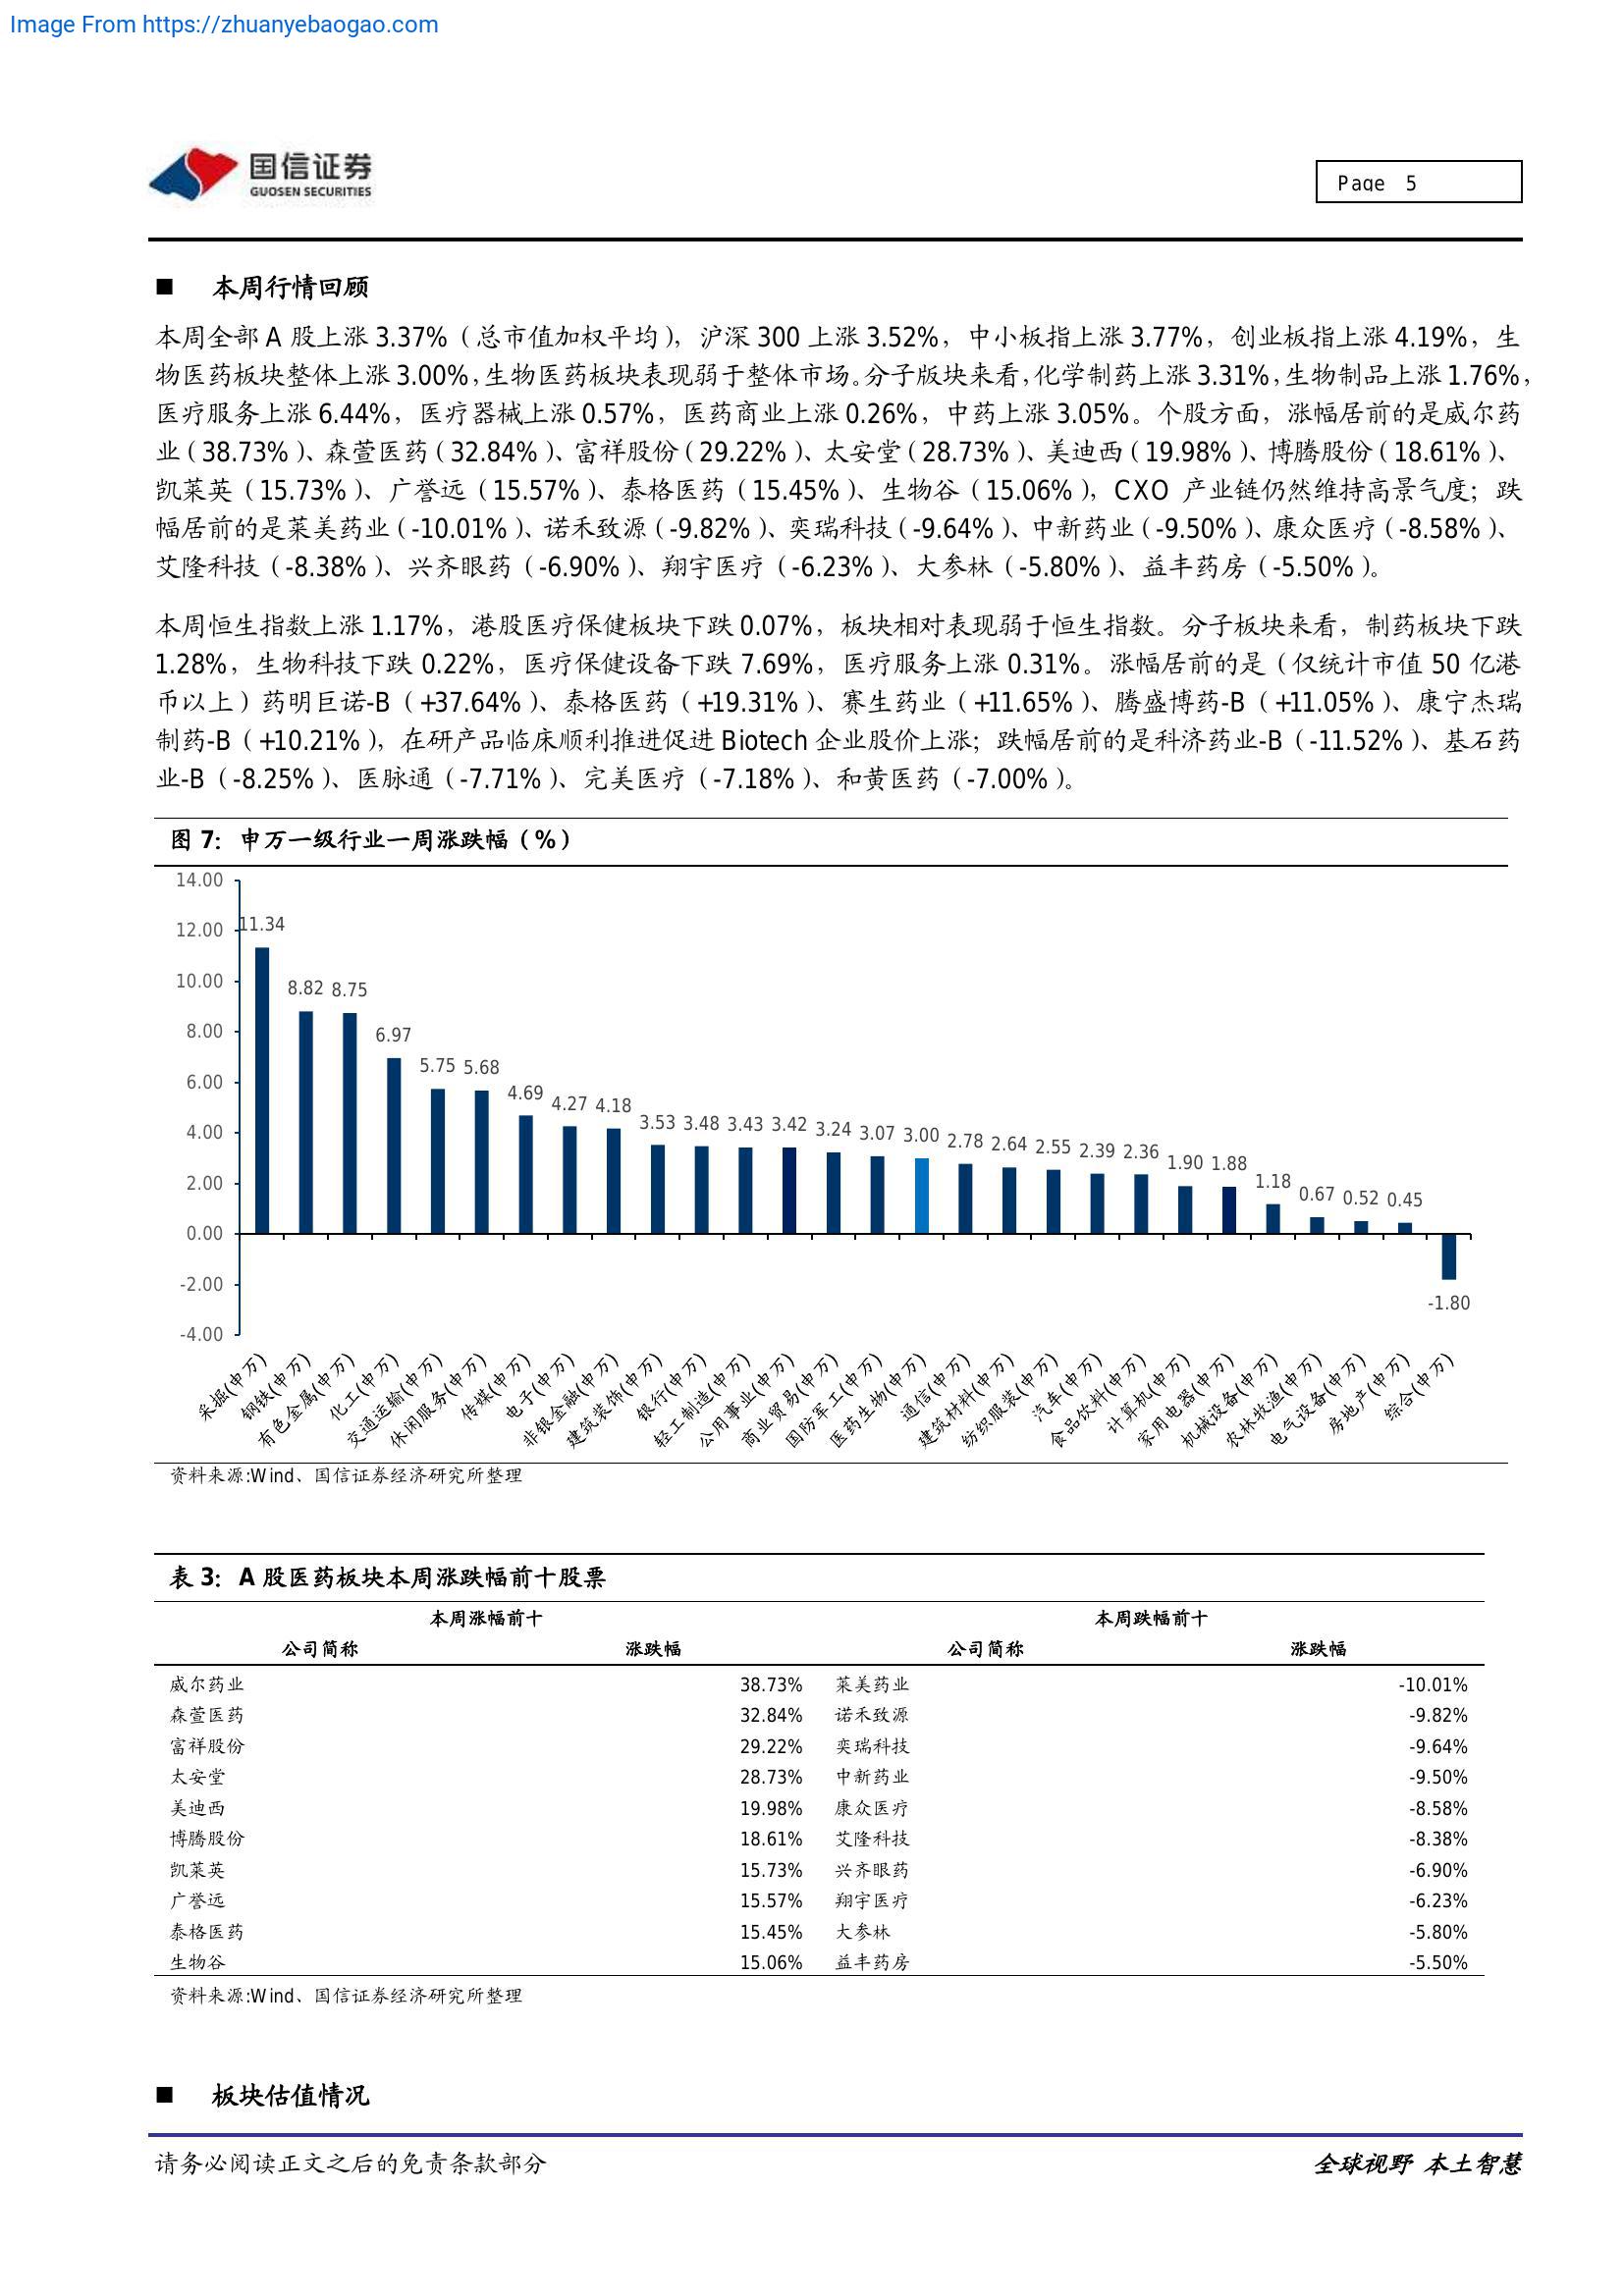 Image From https://zhuanyebaogao.com
国信证券
GUOSEN SECURITIES
Page 5
■ 本周行情回顾
本周全部 A 股上涨 3.37%（总市值加权平均），沪深 300 上涨 3.52%，中小板指上涨 3.77%，创业板指上涨 4.19%，生
物医药板块整体上涨 3.00%，生物医药板块表现弱于整体市场。分子版块来看，化学制药上涨 3.31%，生物制品上涨 1.76%，
医疗服务上涨 6.44%，医疗器械上涨 0.57%，医药商业上涨 0.26%，中药上涨 3.05%。个股方面，涨幅居前的是威尔药
业（38.73%）、森萱医药（32.84%）、富祥股份（29.22%）、太安堂（28.73%）、美迪西（19.98%）、博腾股份（18.61%）、
凯莱英（15.73%）、广誉远（15.57%）、泰格医药（15.45%）、生物谷（15.06%），CXO 产业链仍然维持高景气度；跌
幅居前的是莱美药业（-10.01%）、诺禾致源（-9.82%）、奕瑞科技（-9.64%）、中新药业（-9.50%）、康众医疗（-8.58%）、
艾隆科技（-8.38%）、兴齐眼药（-6.90%）、翔宇医疗（-6.23%）、大参林（-5.80%）、益丰药房（-5.50%）。
本周恒生指数上涨 1.17%，港股医疗保健板块下跌 0.07%，板块相对表现弱于恒生指数。分子板块来看，制药板块下跌
1.28%，生物科技下跌 0.22%，医疗保健设备下跌 7.69%，医疗服务上涨 0.31%。涨幅居前的是（仅统计市值 50 亿港
币以上）药明巨诺-B（+37.64%）、泰格医药（+19.31%）、赛生药业（+11.65%）、腾盛博药-B（+11.05%）、康宁杰瑞
制药-B（+10.21%），在研产品临床顺利推进促进 Biotech 企业股价上涨；跌幅居前的是科济药业-B（-11.52%）、基石药
业-B（-8.25%）、医脉通（-7.71%）、完美医疗（-7.18%）、和黄医药（-7.00%）。
图 7：申万一级行业一周涨跌幅（%）
14.00
12.00
10.00
8.00
6.00
4.00
2.00
0.00
-2.00
-4.00
11.34 8.82 8.75 6.97 5.75 5.68 4.69 4.27 4.18 3.53 3.48 3.43 3.42 3.24 3.07 3.00 2.78 2.64 2.55 2.39 2.36 1.90 1.88 1.18 0.67 0.52 0.45 -1.80
采掘(申万)
钢铁(申万)
有色金属(申万)
化工(申万)
交通运输(申万)
休闲服务(申万)
传媒(申万)
电子(申万)
非银金融(申万)
建筑装饰(申万)
银行(申万)
轻工制造(申万)
公用事业(申万)
商业贸易(申万)
国防军工(申万)
医药生物(申万)
通信(申万)
建筑材料(申万)
纺织服装(申万)
汽车(申万)
食品饮料(申万)
计算机(申万)
家用电器(申万)
机械设备(申万)
农林牧渔(申万)
电气设备(申万)
房地产(申万)
综合(申万)
资料来源:Wind、国信证券经济研究所整理
表 3：A 股医药板块本周涨跌幅前十股票
本周涨幅前十 本周跌幅前十
公司简称 涨跌幅 公司简称 涨跌幅
威尔药业 38.73% 莱美药业 -10.01%
森萱医药 32.84% 诺禾致源 -9.82%
富祥股份 29.22% 奕瑞科技 -9.64%
太安堂 28.73% 中新药业 -9.50%
美迪西 19.98% 康众医疗 -8.58%
博腾股份 18.61% 艾隆科技 -8.38%
凯莱英 15.73% 兴齐眼药 -6.90%
广誉远 15.57% 翔宇医疗 -6.23%
泰格医药 15.45% 大参林 -5.80%
生物谷 15.06% 益丰药房 -5.50%
资料来源:Wind、国信证券经济研究所整理
■ 板块估值情况
请务必阅读正文之后的免责条款部分 全球视野 本土智慧